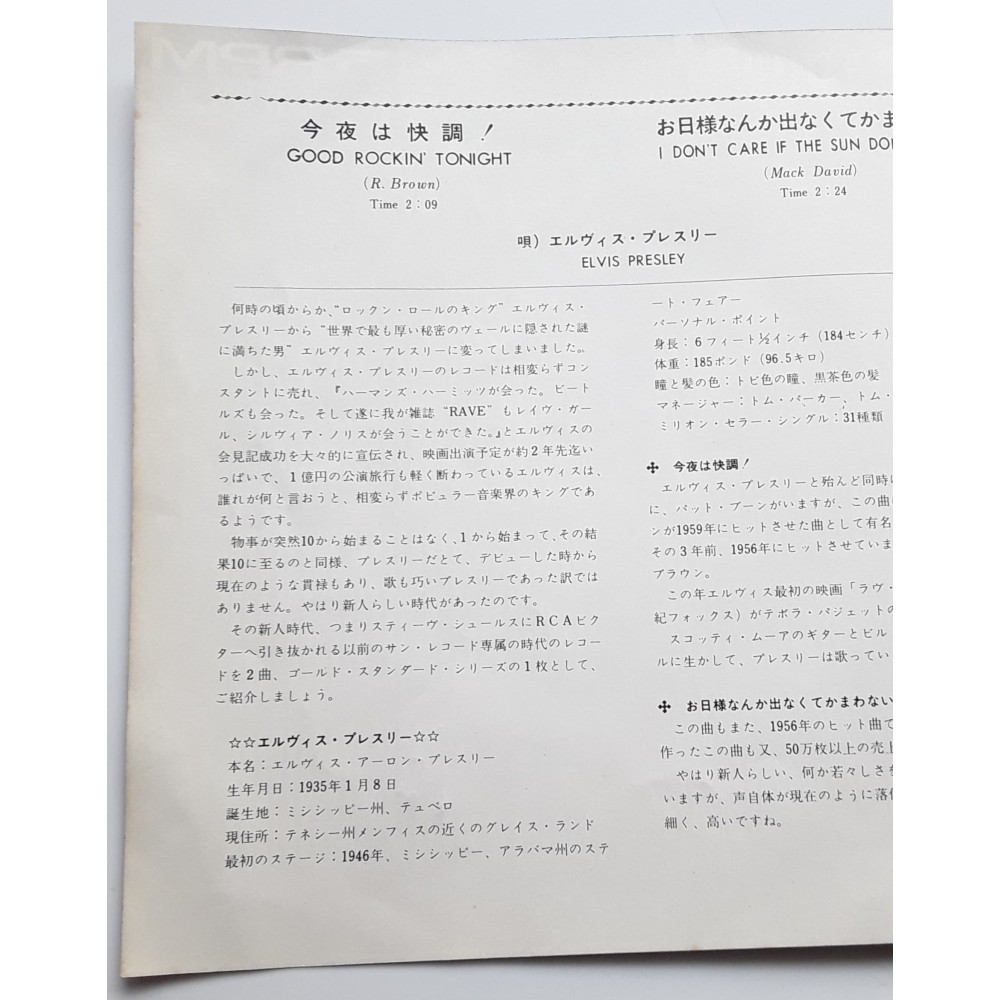 今夜は快調!
GOOD ROCKIN' TONIGHT
(R. Brown)
Time 2:09
お日様なんか出なくてかま
I DON'T CARE IF THE SUN DO
(Mack David)
Time 2:24
唄) エルヴィス・プレスリー
ELVIS PRESLEY
何時の頃からか、“ロックン・ロールのキング” エルヴィス・
プレスリーから “世界で最も厚い秘密のヴェールに隠された謎
に満ちた男” エルヴィス・プレスリーに変ってしまいました。
しかし、エルヴィス・プレスリーのレコードは相変らずコン
スタントに売れ、『ハーマンズ・ハーミッツが会った。ビート
ルズも会った。そして遂に我が雑誌 “RAVE” もレイヴ・ガー
ル、シルヴィア・ノリスが会うことができた。』とエルヴィスの
会見記成功を大々的に宣伝され、映画出演予定が約2年先迄い
っぱいで、1億円の公演旅行も軽く断わっているエルヴィスは、
誰れが何と言おうと、相変らずポピュラー音楽界のキングであ
るようです。
物事が突然10から始まることはなく、1から始まって、その結
果10に至るのと同様、プレスリーだとて、デビューした時から
現在のような貫禄もあり、歌も巧いプレスリーであった訳では
ありません。やはり新人らしい時代があったのです。
その新人時代、つまりスティーヴ・ショールスにRCAビク
ターへ引き抜かれる以前のサン・レコード専属の時代のレコー
ドを2曲、ゴールド・スタンダード・シリーズの1枚として、
ご紹介しましょう。
☆☆エルヴィス・プレスリー☆☆
本名:エルヴィス・アーロン・プレスリー
生年月日:1935年1月8日
誕生地:ミシシッピー州、テュペロ
現住所:テネシー州メンフィスの近くのグレイス・ランド
最初のステージ:1946年、ミシシッピー、アラバマ州のステ
ート・フェアー
パーソナル・ポイント
身長:6フィート½インチ (184センチ)
体重:185ポンド (96.5キロ)
瞳と髪の色:トビ色の瞳、黒茶色の髪
マネージャー:トム・パーカー、トム・
ミリオン・セラー・シングル:31種類
✣ 今夜は快調!
エルヴィス・プレスリーと殆んど同時
に、パット・ブーンがいますが、この曲
ンが1959年にヒットさせた曲として有名
その3年前、1956年にヒットさせていま
ブラウン。
この年エルヴィス最初の映画「ラヴ・
紀フォックス) がテボラ・パジェットの
スコッティ・ムーアのギターとビル
ルに生かして、プレスリーは歌ってい
✣ お日様なんか出なくてかまわない
この曲もまた、1956年のヒット曲で
作ったこの曲も又、50万枚以上の売上
やはり新人らしい、何か若々しさを
いますが、声自体が現在のように落
細く、高いですね。